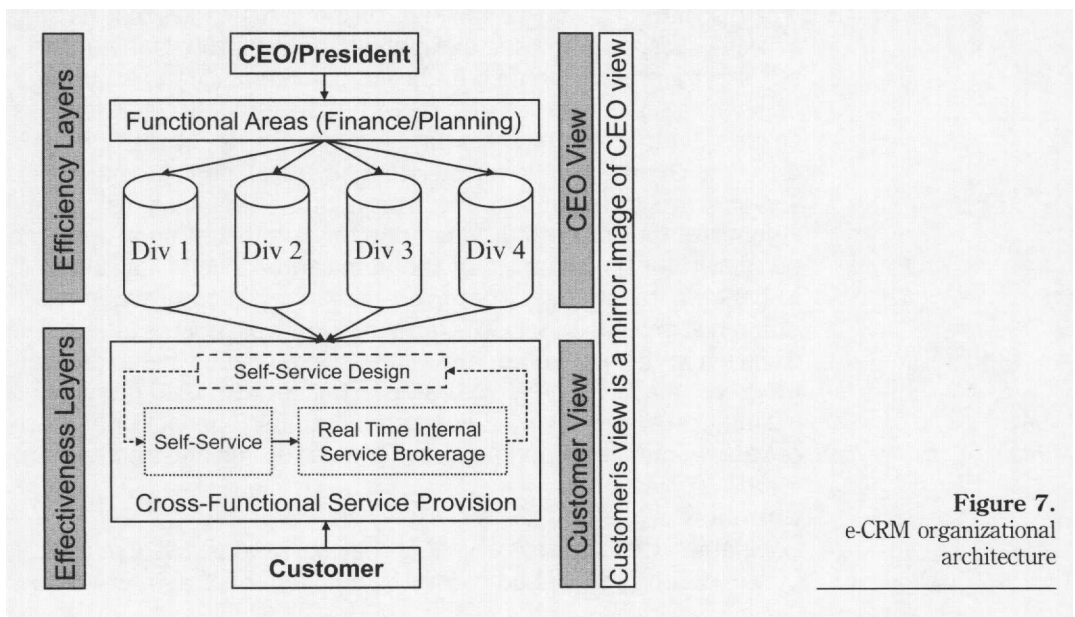 Efficiency Layers
Effectiveness Layers
CEO/President
Functional Areas (Finance/Planning)
Div. 1
Div. 2
Div. 3
Div. 4
Self-Service Design
Self-Service
Real Time Internal
Service Brokerage
Cross-Functional Service Provision
Customer
CEO View
Customer View
Customeris view is a mirror image of CEO view
Figure 7.
e-CRM organizational
architecture